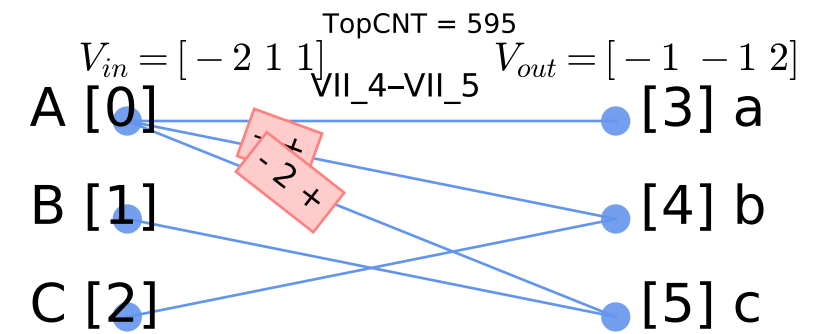 TopCNT = 595
V_in = [ − 2 1 1]
V_out = [ − 1 − 1 2]
VII_4–VII_5
A [0]
[3] a
- +
- 2 +
B [1]
[4] b
C [2]
[5] c